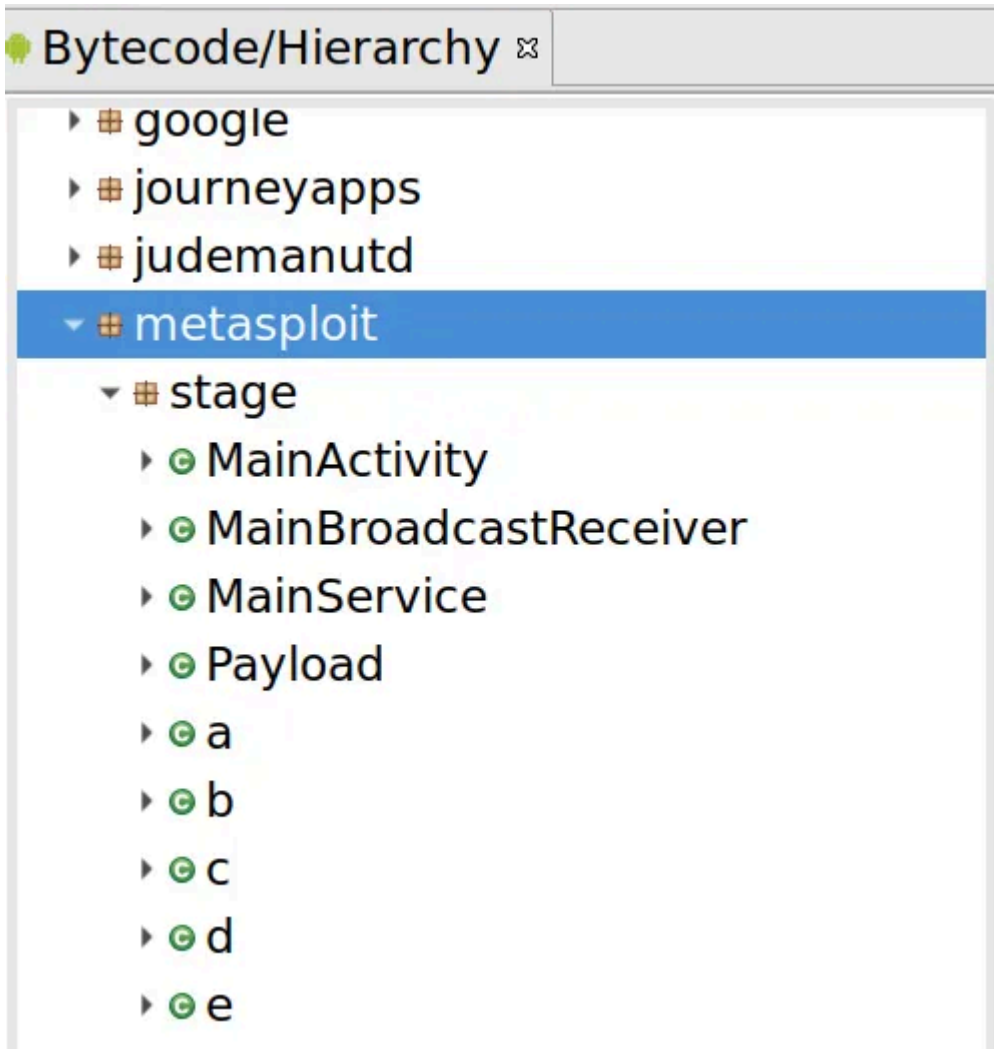 Bytecode/Hierarchy
google
journeyapps
judemanutd
metasploit
stage
MainActivity
MainBroadcastReceiver
MainService
Payload
a
b
c
d
e